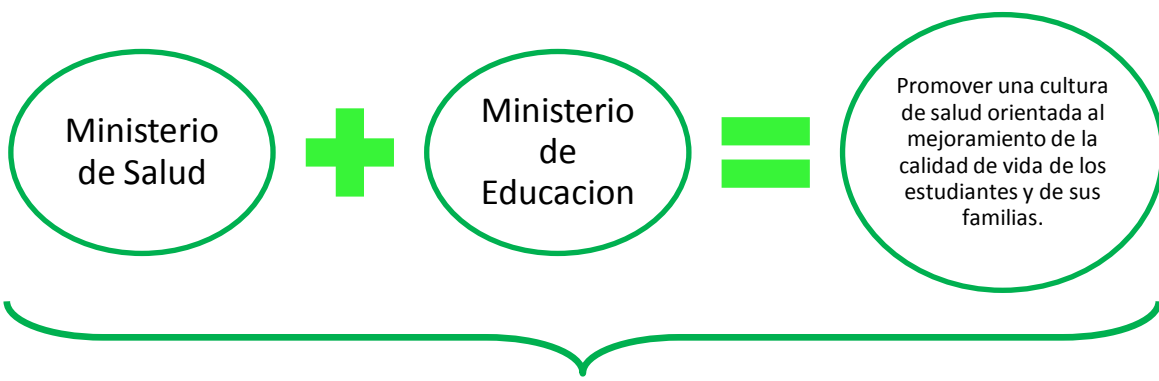 Ministerio
de Salud
Ministerio
de
Educacion
Promover una cultura
de salud orientada al
mejoramiento de la
calidad de vida de los
estudiantes y de sus
familias.